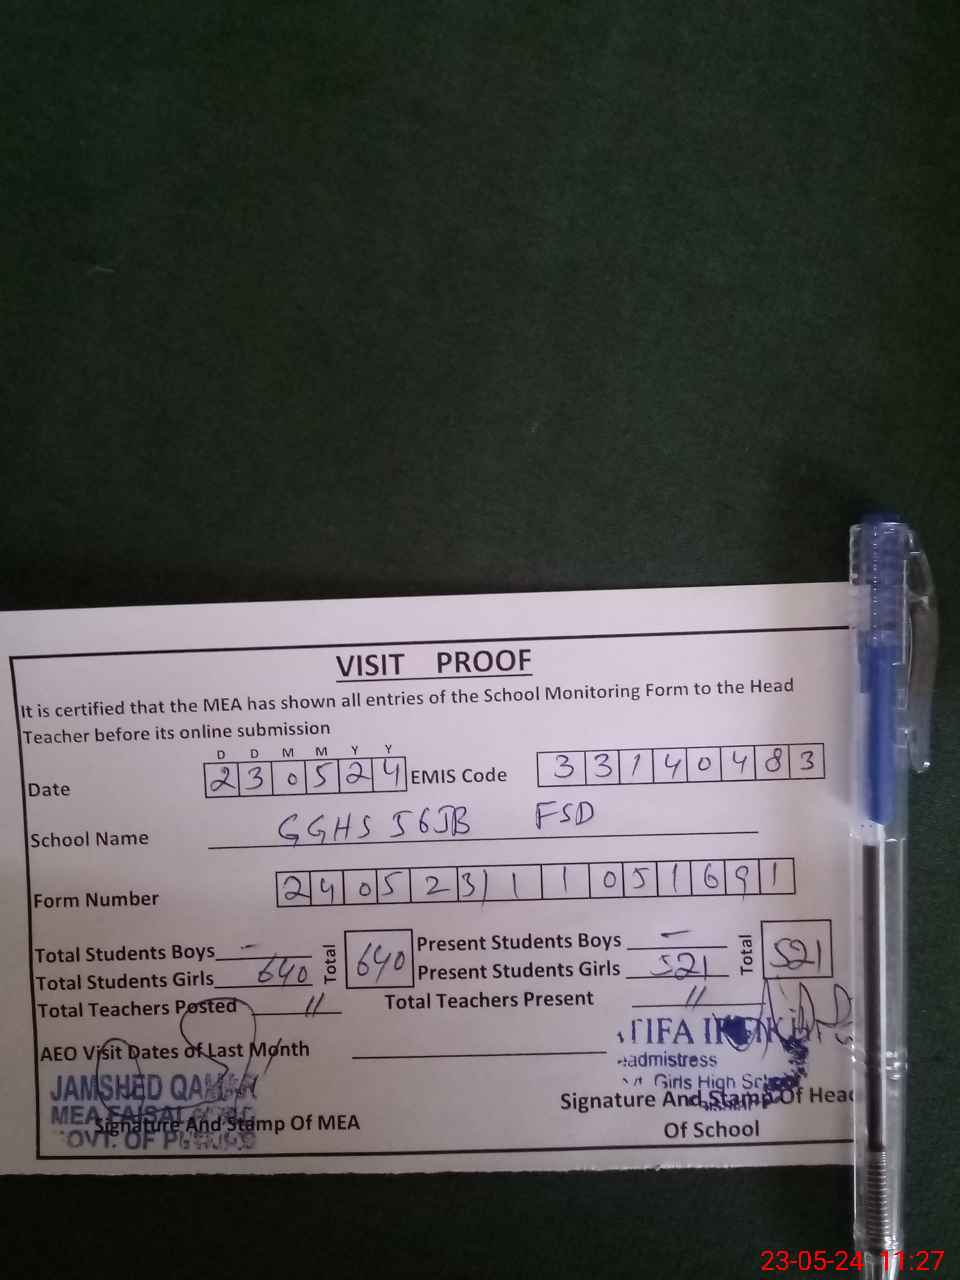 VISIT PROOF
It is certified that the MEA has shown all entries of the School Monitoring Form to the Head
Teacher before its online submission
D D M M Y Y
Date 2 3 0 5 2 4 EMIS Code 3 3 1 4 0 4 8 3
School Name GGHS 56JB FSD
Form Number 2 4 0 5 2 3 1 1 0 5 1 6 9 1
Total Students Boys - Total 640 Present Students Boys - Total 521
Total Students Girls 640 Present Students Girls 521
Total Teachers Posted 11 Total Teachers Present 11
AEO Visit Dates of Last Month
JAMSHED
MEA
OVT. OF
Signature And Stamp Of MEA
TIFA
admistress
Girls High
Signature And Stamp Of Head
Of School
23-05-24 11:27